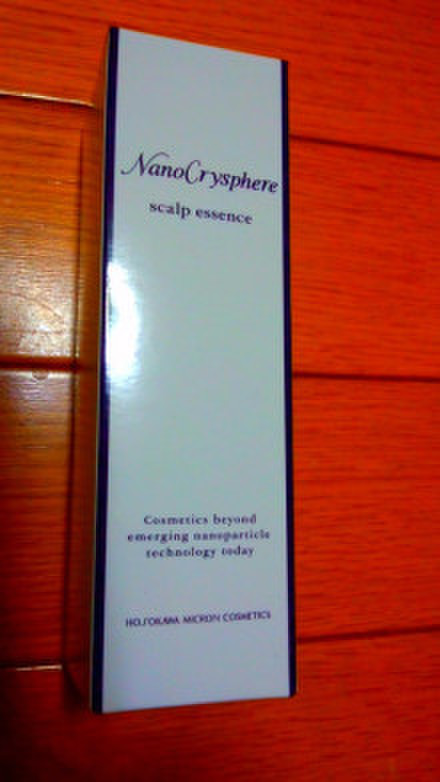 NanoCrysphere
scalp essence
Cosmetics beyond
emerging nanoparticle
technology today
HOSOKAWA MICRON COSMETICS